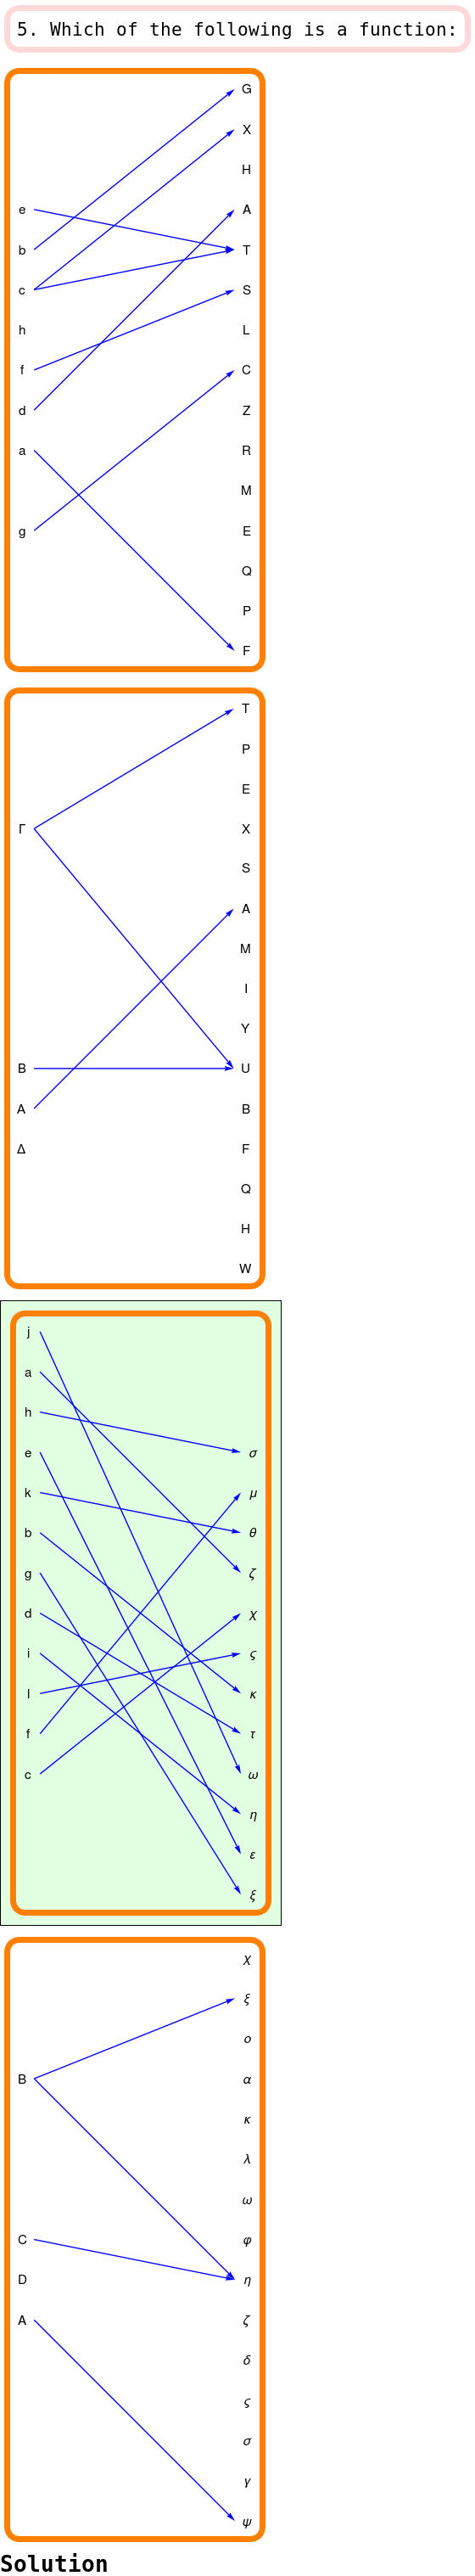 5. Which of the following is a function:
G
X
H
e A
b T
c S
h L
f C
d Z
a R
M
g E
Q
P
F
T
P
E
Γ X
S
A
M
I
Y
B U
A B
Δ F
Q
H
W
j
a
h
e σ
k μ
b θ
g ζ
d χ
i ς
l κ
f τ
c ω
η
ε
ξ
χ
ξ
ο
B α
κ
λ
ω
C φ
D η
A ζ
δ
ς
σ
γ
ψ
Solution